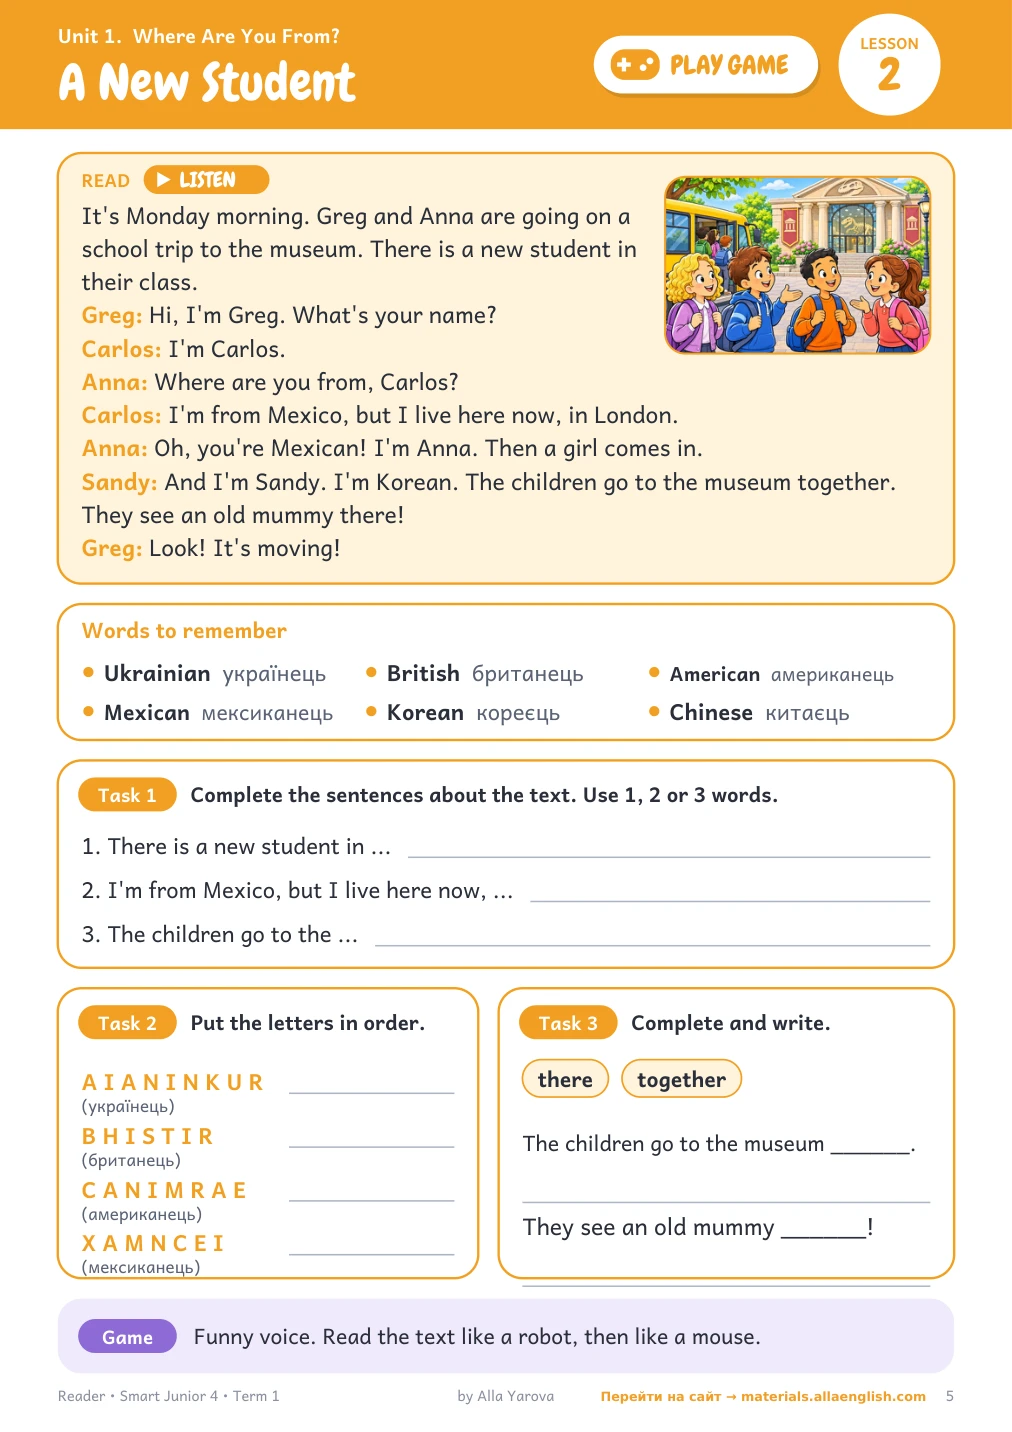 Unit 1.  Where Are You From?
A New Student
PLAY GAME
LESSON
2
READ
LISTEN
It's Monday morning. Greg and Anna are going on a
school trip to the museum. There is a new student in
their class.
Greg: Hi, I'm Greg. What's your name?
Carlos: I'm Carlos.
Anna: Where are you from, Carlos?
Carlos: I'm from Mexico, but I live here now, in London.
Anna: Oh, you're Mexican! I'm Anna. Then a girl comes in.
Sandy: And I'm Sandy. I'm Korean. The children go to the museum together.
They see an old mummy there!
Greg: Look! It's moving!
Words to remember
• Ukrainian українець • British британець • American американець
• Mexican мексиканець • Korean кореєць • Chinese китаєць
Task 1 Complete the sentences about the text. Use 1, 2 or 3 words.
1. There is a new student in ...
2. I'm from Mexico, but I live here now, ...
3. The children go to the ...
Task 2 Put the letters in order.
A I A N I N K U R
(українець)
B H I S T I R
(британець)
C A N I M R A E
(американець)
X A M N C E I
(мексиканець)
Task 3 Complete and write.
there together
The children go to the museum ______.
They see an old mummy ______!
Game Funny voice. Read the text like a robot, then like a mouse.
Reader • Smart Junior 4 • Term 1 by Alla Yarova Перейти на сайт → materials.allaenglish.com 5